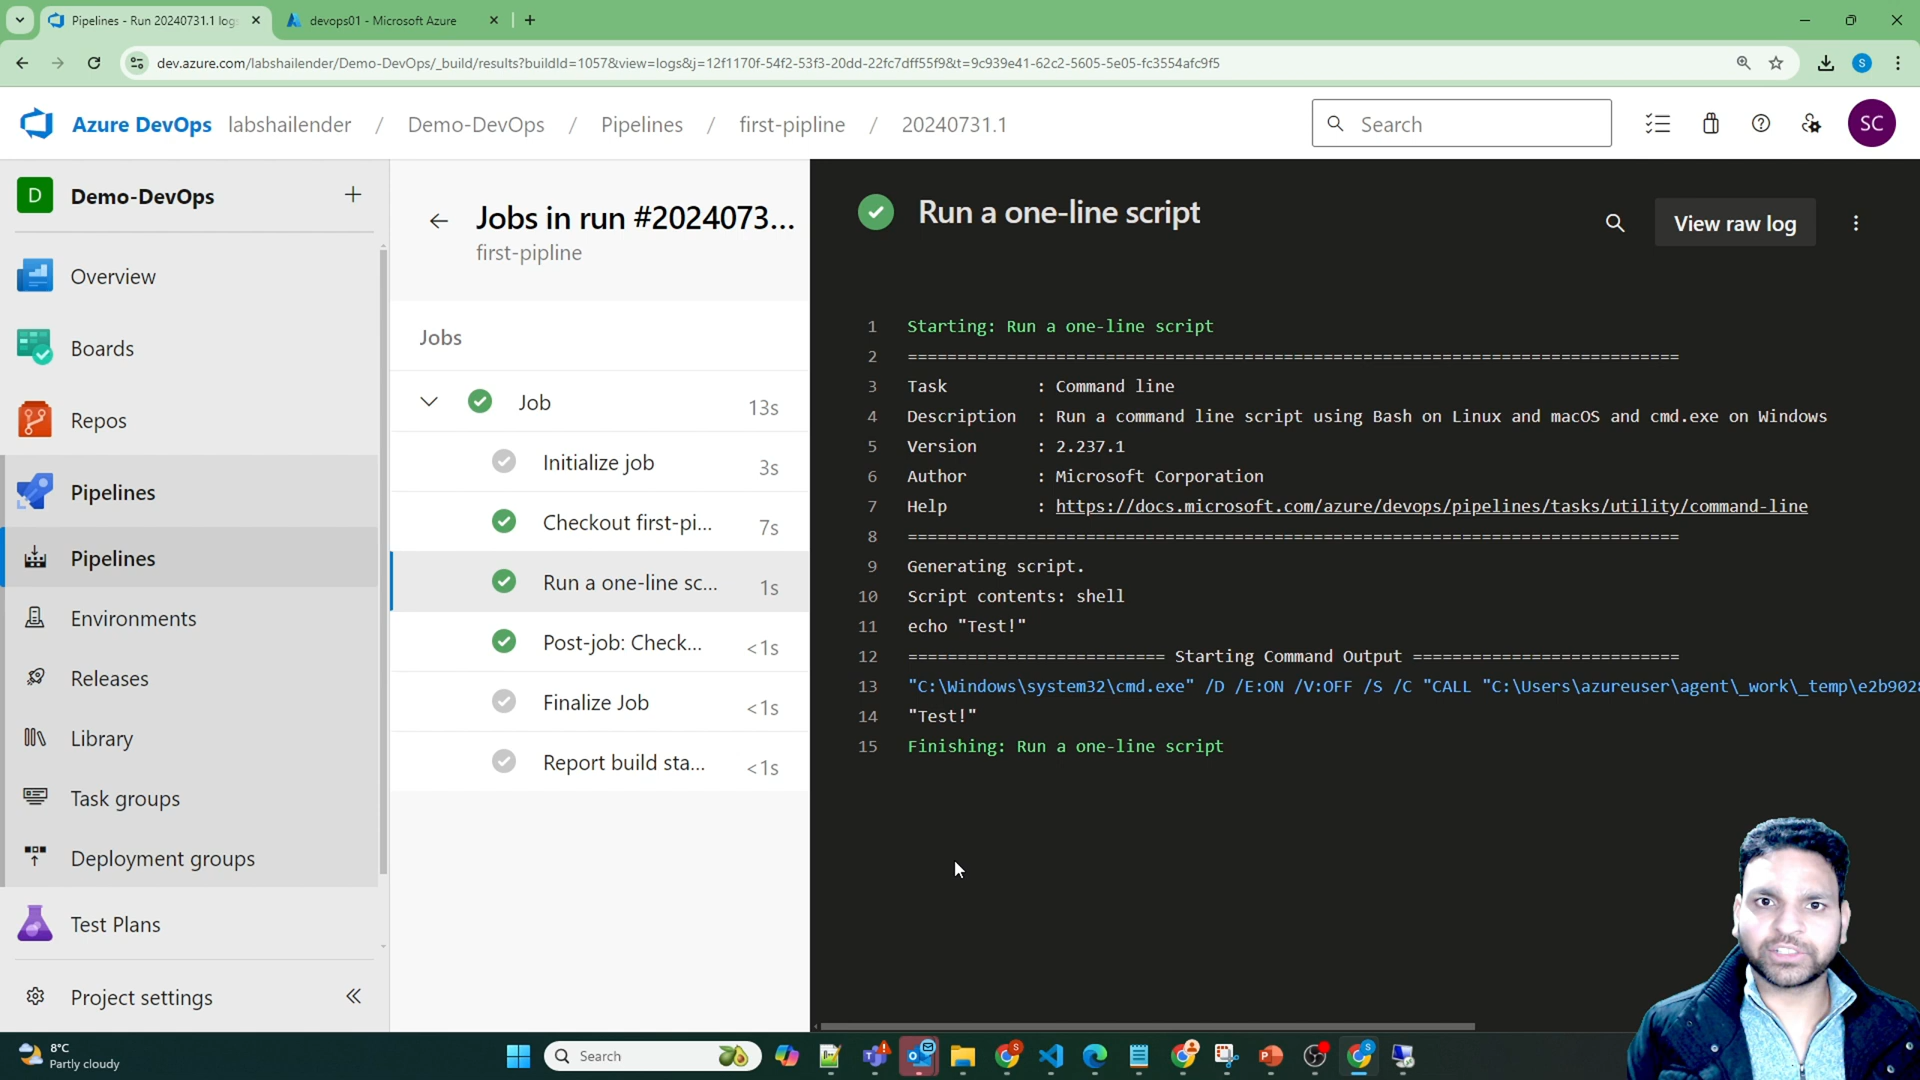 Pipelines - Run 20240731.1 log
devops01 - Microsoft Azure
dev.azure.com/labshailender/Demo-DevOps/_build/results?buildId=1057&view=logs&j=12f1170f-54f2-53f3-20dd-22fc7dff55f9&t=9c939e41-62c2-5605-5e05-fc3554afc9f5
S
Azure DevOps labshailender / Demo-DevOps / Pipelines / first-pipline / 20240731.1
Search
SC
D Demo-DevOps
Overview
Boards
Repos
Pipelines
Pipelines
Environments
Releases
Library
Task groups
Deployment groups
Test Plans
Project settings
Jobs in run #2024073...
first-pipline
Jobs
Job 13s
Initialize job 3s
Checkout first-pi... 7s
Run a one-line sc... 1s
Post-job: Check... <1s
Finalize Job <1s
Report build sta... <1s
Run a one-line script
View raw log
1 Starting: Run a one-line script
2 ==============================================================================
3 Task : Command line
4 Description : Run a command line script using Bash on Linux and macOS and cmd.exe on Windows
5 Version : 2.237.1
6 Author : Microsoft Corporation
7 Help : https://docs.microsoft.com/azure/devops/pipelines/tasks/utility/command-line
8 ==============================================================================
9 Generating script.
10 Script contents: shell
11 echo "Test!"
12 ========================== Starting Command Output ===========================
13 "C:\Windows\system32\cmd.exe" /D /E:ON /V:OFF /S /C "CALL "C:\Users\azureuser\agent\_work\_temp\e2b9028
14 "Test!"
15 Finishing: Run a one-line script
8°C
Partly cloudy
Search